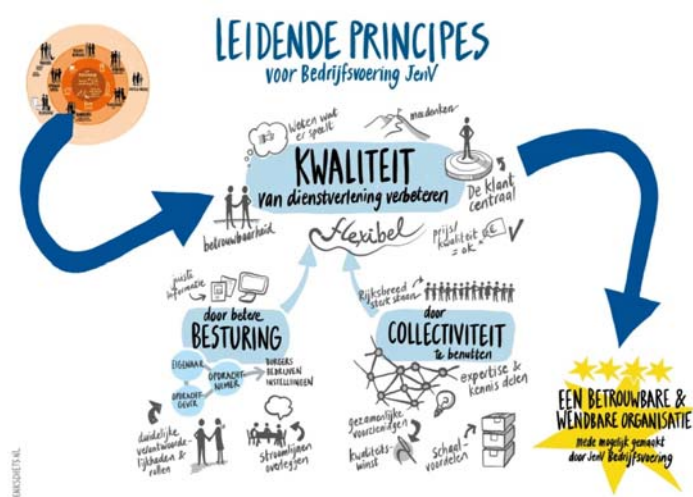 LEIDENDE PRINCIPES
voor Bedrijfsvoering JenV
Weten wat
er speelt
meedenken
KWALITEIT
van dienstverlening verbeteren
De klant
centraal
betrouwbaarheid
flexibel
prijs/
kwaliteit
= ok
juiste
informatie
Rijksbreed
sterk staan
door betere
BESTURING
door
COLLECTIVITEIT
te benutten
EIGENAAR
OPDRACHT-
NEMER
OPDRACHT-
GEVER
BURGERS
BEDRIJVEN
INSTELLINGEN
expertise &
kennis delen
duidelijke
verantwoorde-
lijkheden &
rollen
stroomlijnen
overleggen
gezamenlijke
voorzieningen
kwaliteits-
winst
Schaal-
voordelen
EEN BETROUWBARE &
WENDBARE ORGANISATIE
mede mogelijk gemaakt
door JenV Bedrijfsvoering